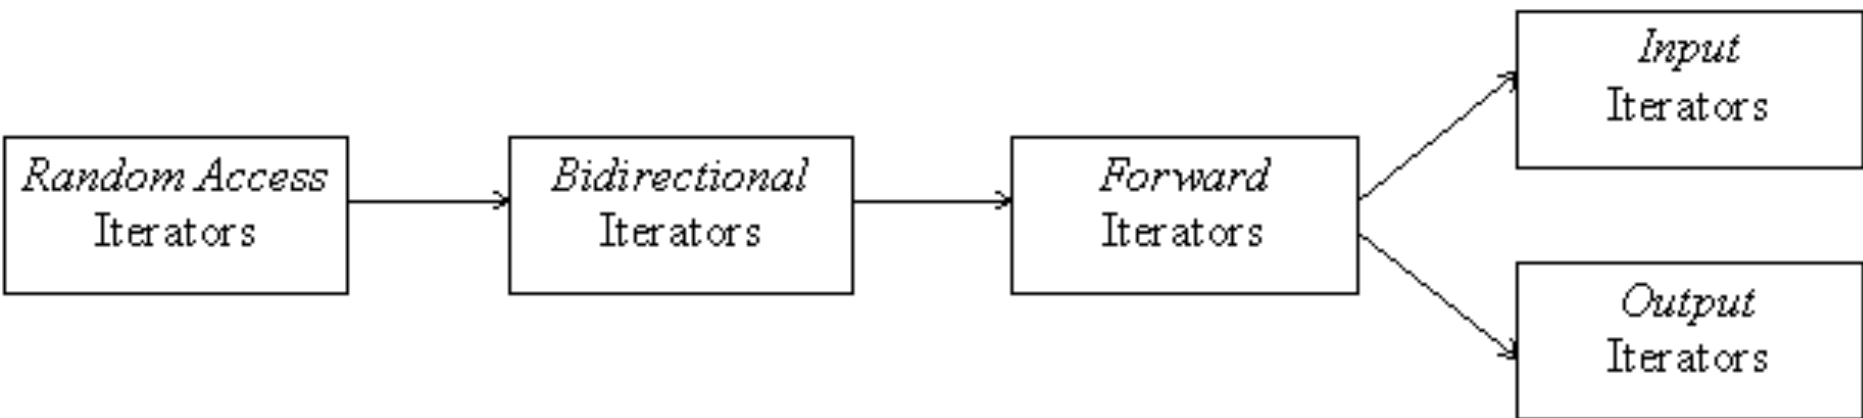 Random Access
Iterators
Bidirectional
Iterators
Forward
Iterators
Input
Iterators
Output
Iterators